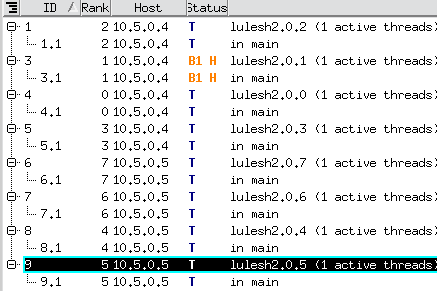 ID / Rank Host Status
1 2 10.5.0.4 T lulesh2.0.2 (1 active threads)
1.1 2 10.5.0.4 T in main
3 1 10.5.0.4 B1 H lulesh2.0.1 (1 active threads)
3.1 1 10.5.0.4 B1 H in main
4 0 10.5.0.4 T lulesh2.0.0 (1 active threads)
4.1 0 10.5.0.4 T in main
5 3 10.5.0.4 T lulesh2.0.3 (1 active threads)
5.1 3 10.5.0.4 T in main
6 7 10.5.0.5 T lulesh2.0.7 (1 active threads)
6.1 7 10.5.0.5 T in main
7 6 10.5.0.5 T lulesh2.0.6 (1 active threads)
7.1 6 10.5.0.5 T in main
8 4 10.5.0.5 T lulesh2.0.4 (1 active threads)
8.1 4 10.5.0.5 T in main
9 5 10.5.0.5 T lulesh2.0.5 (1 active threads)
9.1 5 10.5.0.5 T in main